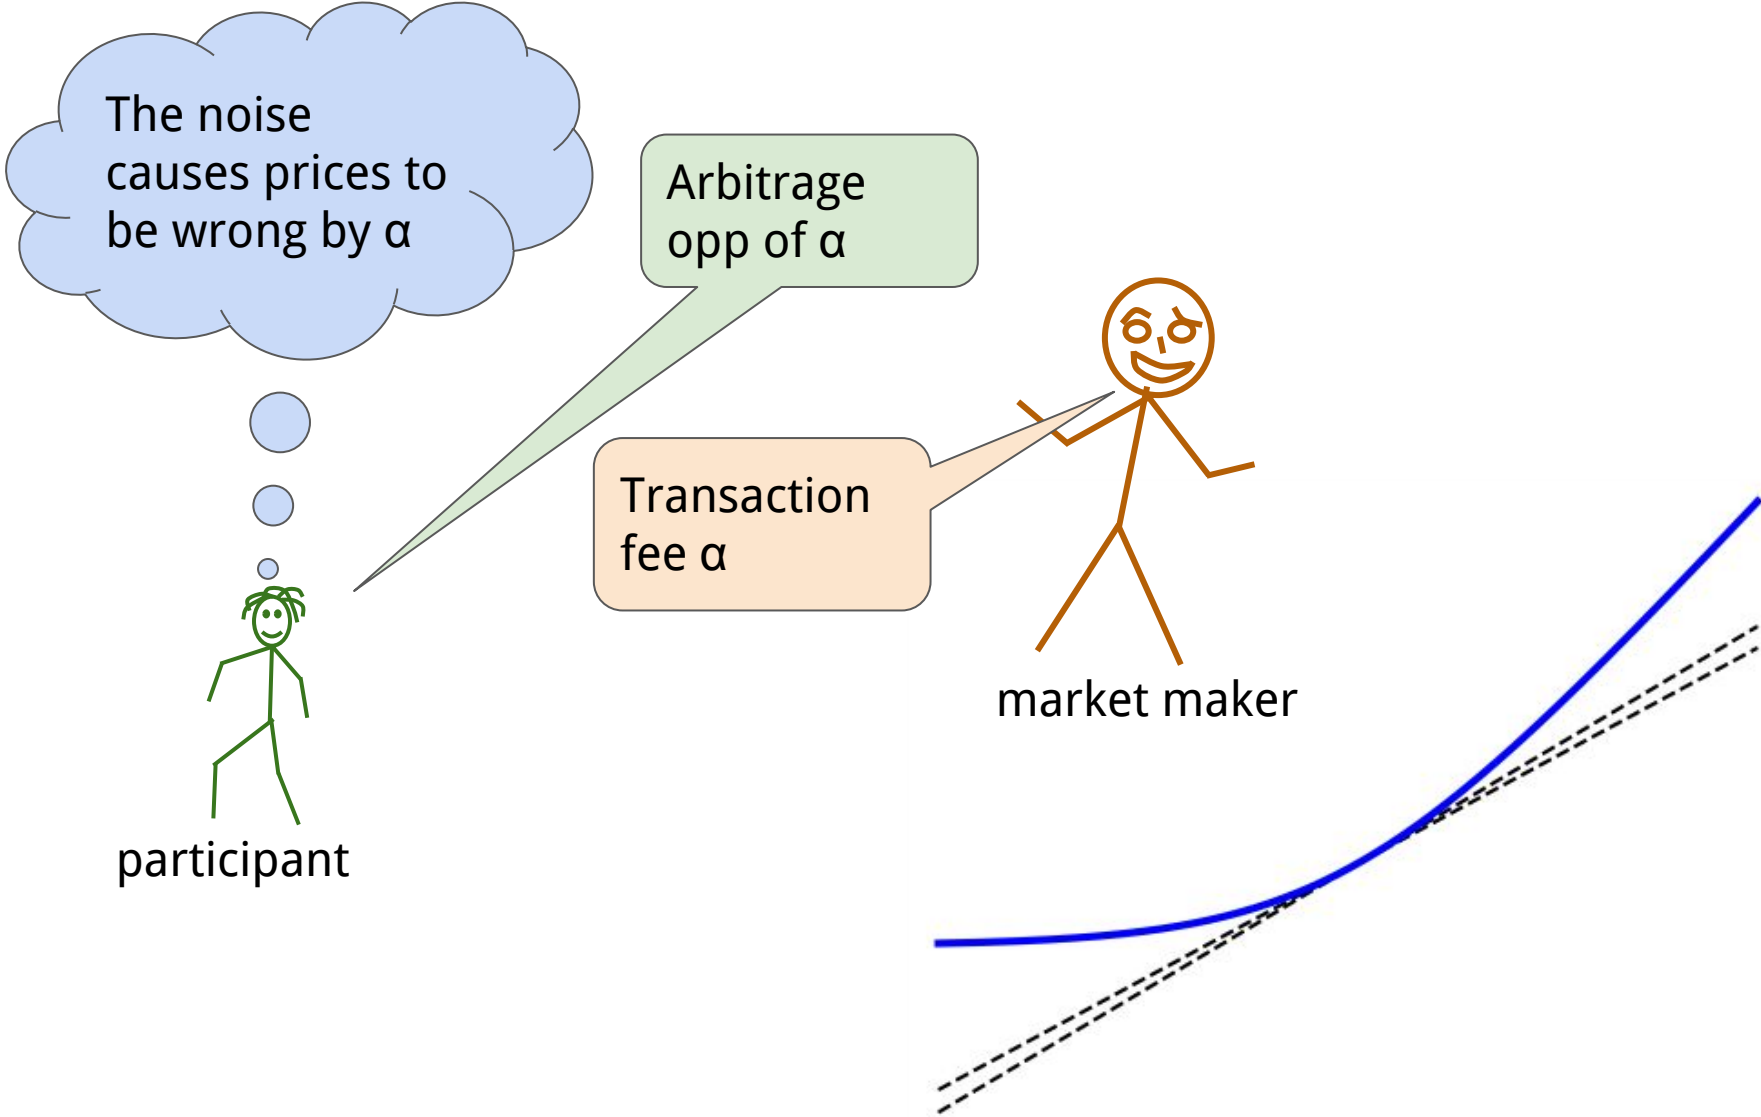 The noise
causes prices to
be wrong by α
Arbitrage
opp of α
Transaction
fee α
market maker
participant